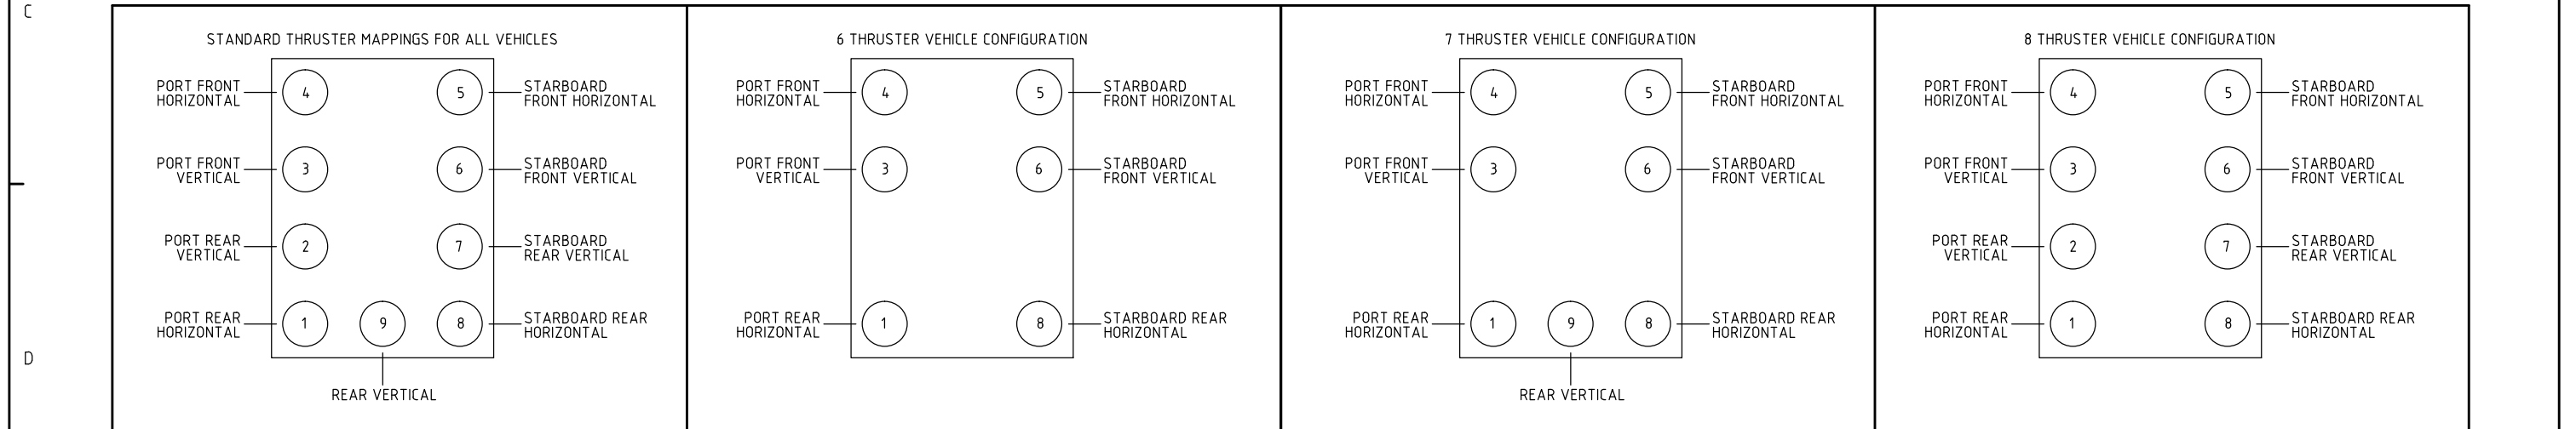 C
D
STANDARD THRUSTER MAPPINGS FOR ALL VEHICLES
PORT FRONT
HORIZONTAL
4
5
STARBOARD
FRONT HORIZONTAL
PORT FRONT
VERTICAL
3
6
STARBOARD
FRONT VERTICAL
PORT REAR
VERTICAL
2
7
STARBOARD
REAR VERTICAL
PORT REAR
HORIZONTAL
1
9
8
STARBOARD REAR
HORIZONTAL
REAR VERTICAL
6 THRUSTER VEHICLE CONFIGURATION
PORT FRONT
HORIZONTAL
4
5
STARBOARD
FRONT HORIZONTAL
PORT FRONT
VERTICAL
3
6
STARBOARD
FRONT VERTICAL
PORT REAR
HORIZONTAL
1
8
STARBOARD REAR
HORIZONTAL
7 THRUSTER VEHICLE CONFIGURATION
PORT FRONT
HORIZONTAL
4
5
STARBOARD
FRONT HORIZONTAL
PORT FRONT
VERTICAL
3
6
STARBOARD
FRONT VERTICAL
PORT REAR
HORIZONTAL
1
9
8
STARBOARD REAR
HORIZONTAL
REAR VERTICAL
8 THRUSTER VEHICLE CONFIGURATION
PORT FRONT
HORIZONTAL
4
5
STARBOARD
FRONT HORIZONTAL
PORT FRONT
VERTICAL
3
6
STARBOARD
FRONT VERTICAL
PORT REAR
VERTICAL
2
7
STARBOARD
REAR VERTICAL
PORT REAR
HORIZONTAL
1
8
STARBOARD REAR
HORIZONTAL